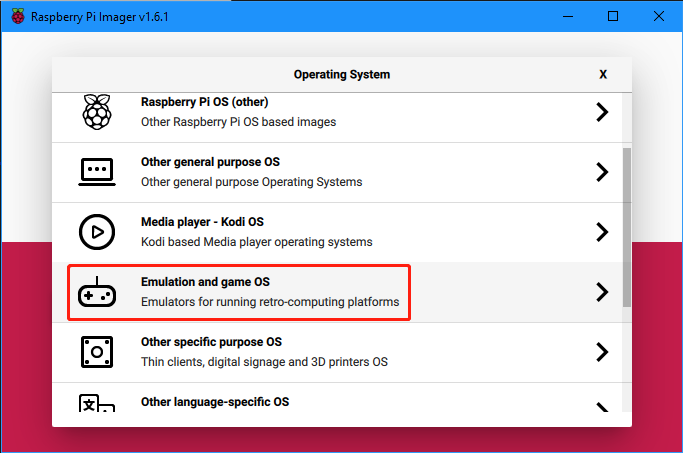 Raspberry Pi Imager v1.6.1
Operating System
X
Raspberry Pi OS (other)
Other Raspberry Pi OS based images
Other general purpose OS
Other general purpose Operating Systems
Media player - Kodi OS
Kodi based Media player operating systems
Emulation and game OS
Emulators for running retro-computing platforms
Other specific purpose OS
Thin clients, digital signage and 3D printers OS
文
Other language-specific OS